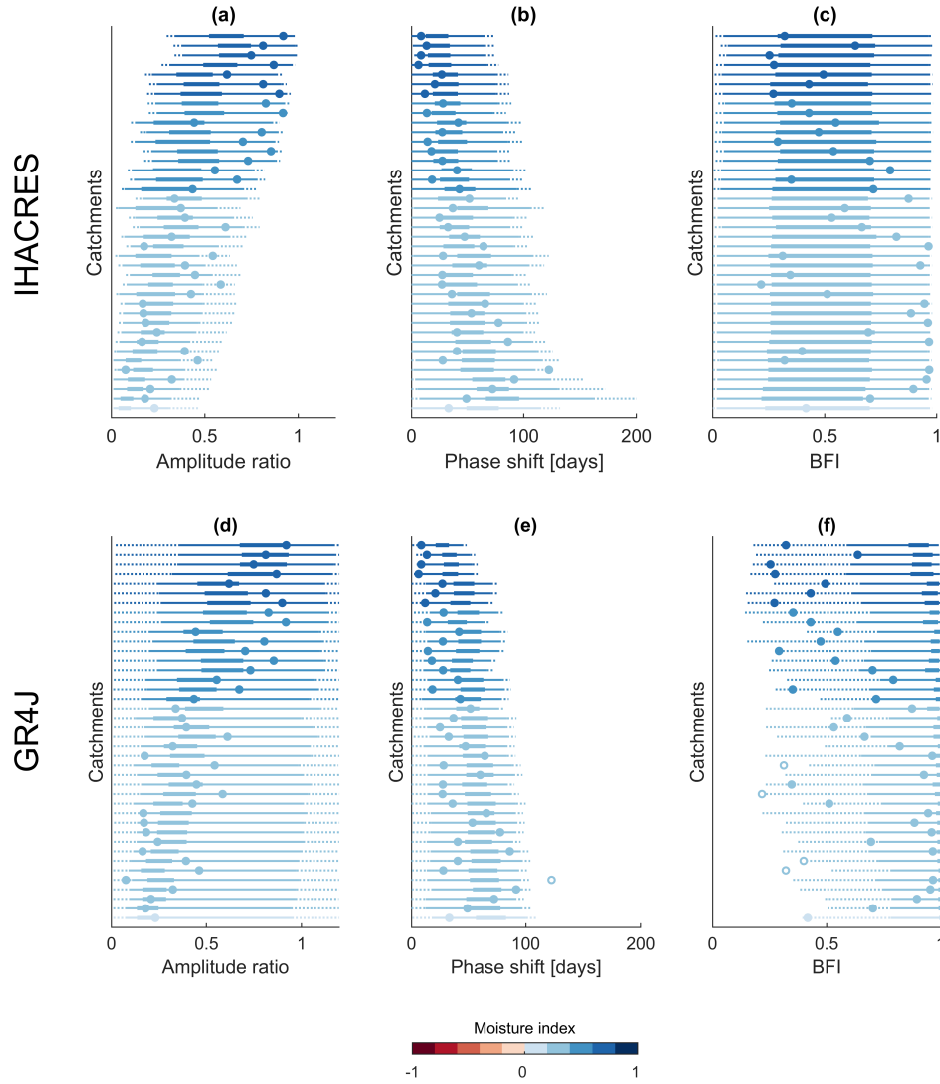 (a) (b) (c)
IHACRES
Catchments Catchments Catchments
0 0.5 1 0 100 200 0 0.5 1
Amplitude ratio Phase shift [days] BFI
(d) (e) (f)
GR4J
Catchments Catchments Catchments
0 0.5 1 0 100 200 0 0.5 1
Amplitude ratio Phase shift [days] BFI
Moisture index
-1 0 1